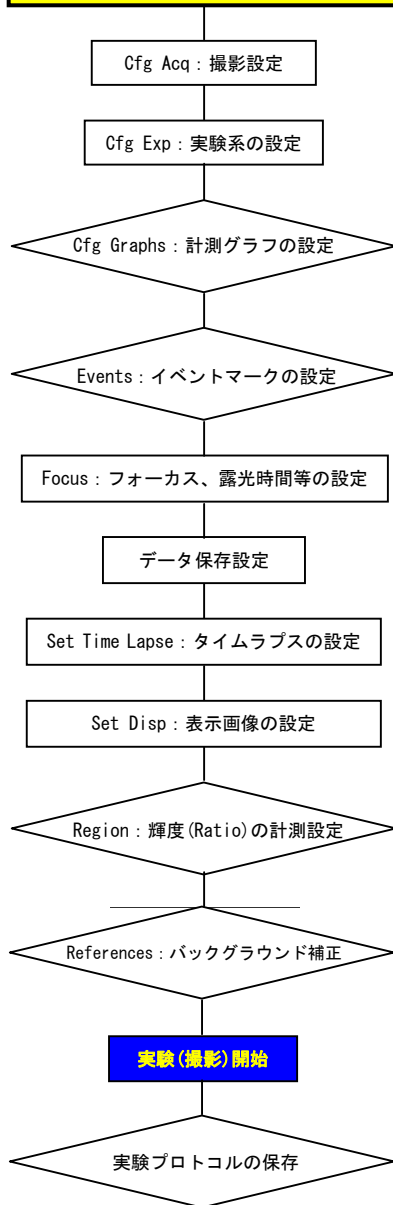 Cfg Acq：撮影設定
Cfg Exp：実験系の設定
Cfg Graphs：計測グラフの設定
Events：イベントマークの設定
Focus：フォーカス、露光時間等の設定
データ保存設定
Set Time Lapse：タイムラプスの設定
Set Disp：表示画像の設定
Region：輝度(Ratio)の計測設定
References：バックグラウンド補正
実験(撮影)開始
実験プロトコルの保存